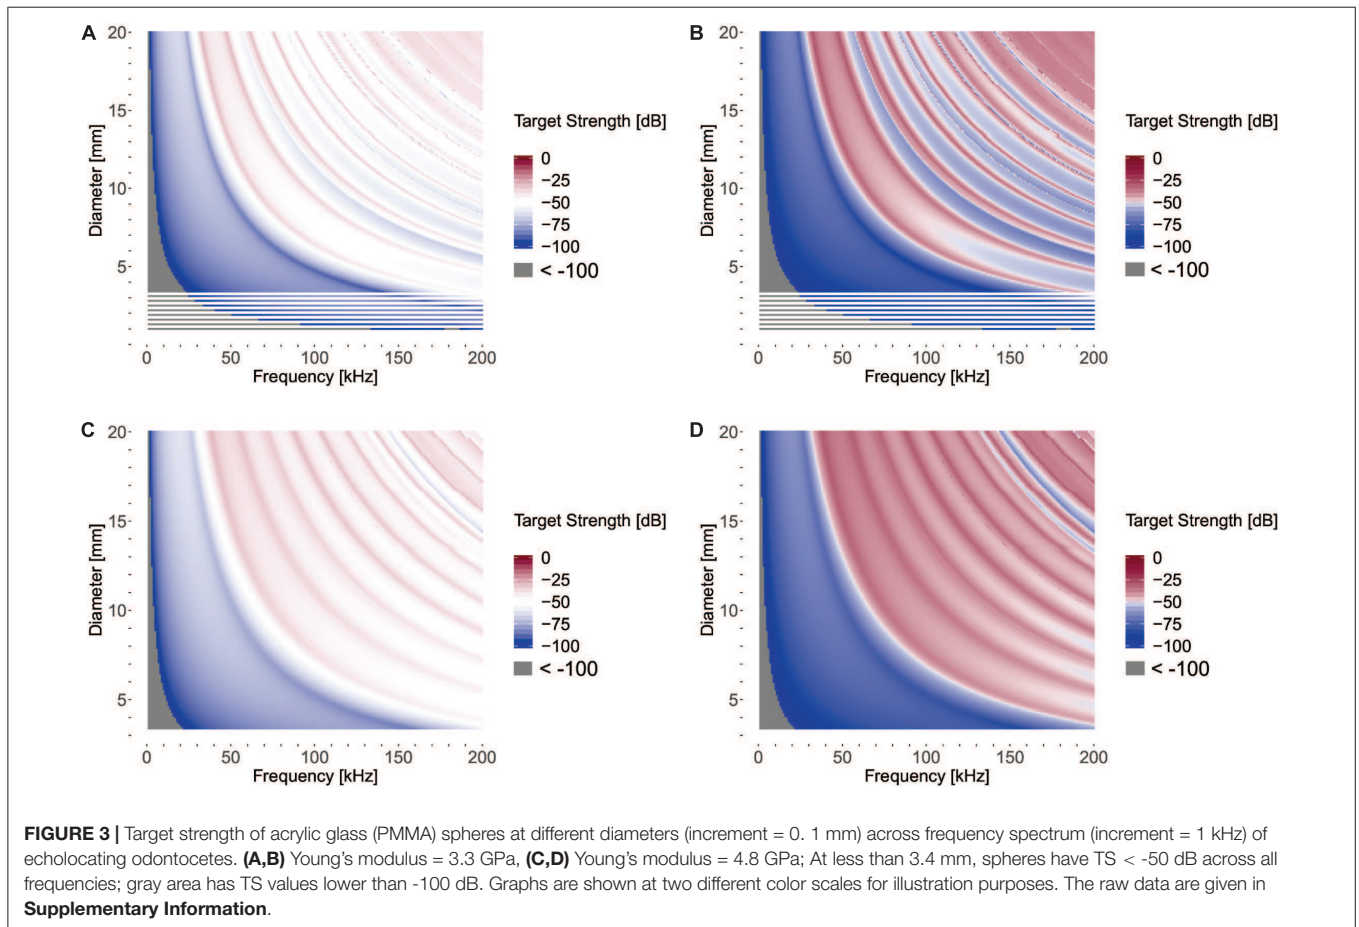 A
20
15
10
5
Diameter [mm]
0 50 100 150 200
Frequency [kHz]
Target Strength [dB]
0
−25
−50
−75
−100
< -100
B
20
15
10
5
Diameter [mm]
0 50 100 150 200
Frequency [kHz]
Target Strength [dB]
0
−25
−50
−75
−100
< -100
C
20
15
10
5
Diameter [mm]
0 50 100 150 200
Frequency [kHz]
Target Strength [dB]
0
−25
−50
−75
−100
< -100
D
20
15
10
5
Diameter [mm]
0 50 100 150 200
Frequency [kHz]
Target Strength [dB]
0
−25
−50
−75
−100
< -100
FIGURE 3 | Target strength of acrylic glass (PMMA) spheres at different diameters (increment = 0. 1 mm) across frequency spectrum (increment = 1 kHz) of
echolocating odontocetes. (A,B) Young's modulus = 3.3 GPa, (C,D) Young's modulus = 4.8 GPa; At less than 3.4 mm, spheres have TS < -50 dB across all
frequencies; gray area has TS values lower than -100 dB. Graphs are shown at two different color scales for illustration purposes. The raw data are given in
Supplementary Information.